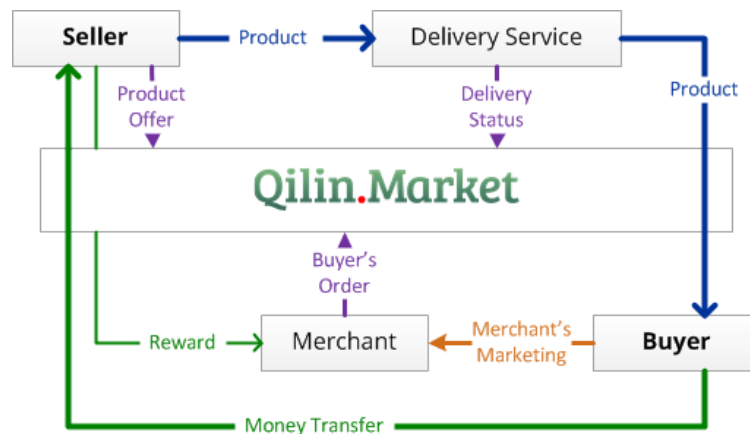 Seller
Product
Delivery Service
Product
Offer
Delivery
Status
Product
Qilin.Market
Buyer's
Order
Reward
Merchant
Merchant's
Marketing
Buyer
Money Transfer